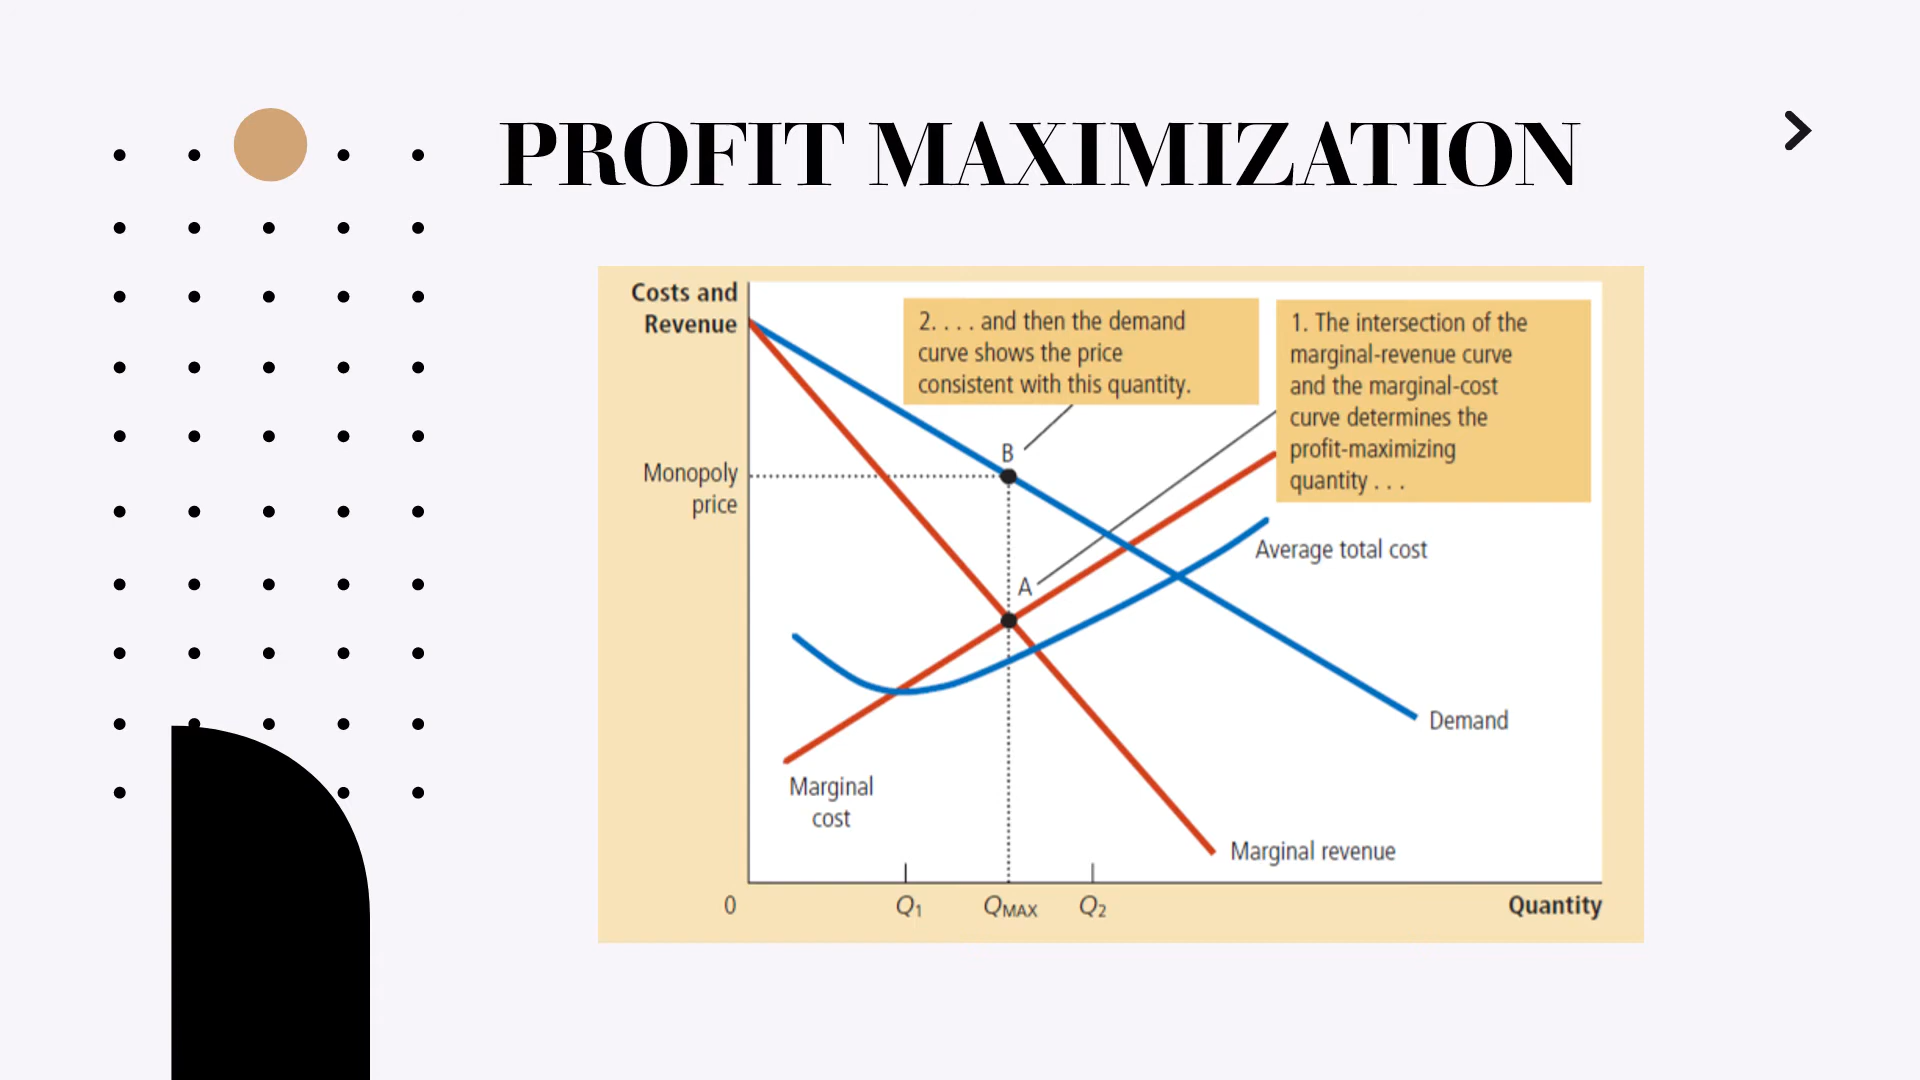 PROFIT MAXIMIZATION
Costs and
Revenue
2. . . . and then the demand
curve shows the price
consistent with this quantity.
1. The intersection of the
marginal-revenue curve
and the marginal-cost
curve determines the
profit-maximizing
quantity . . .
B
Monopoly
price
Average total cost
A
Demand
Marginal
cost
Marginal revenue
0
Q1
QMAX
Q2
Quantity